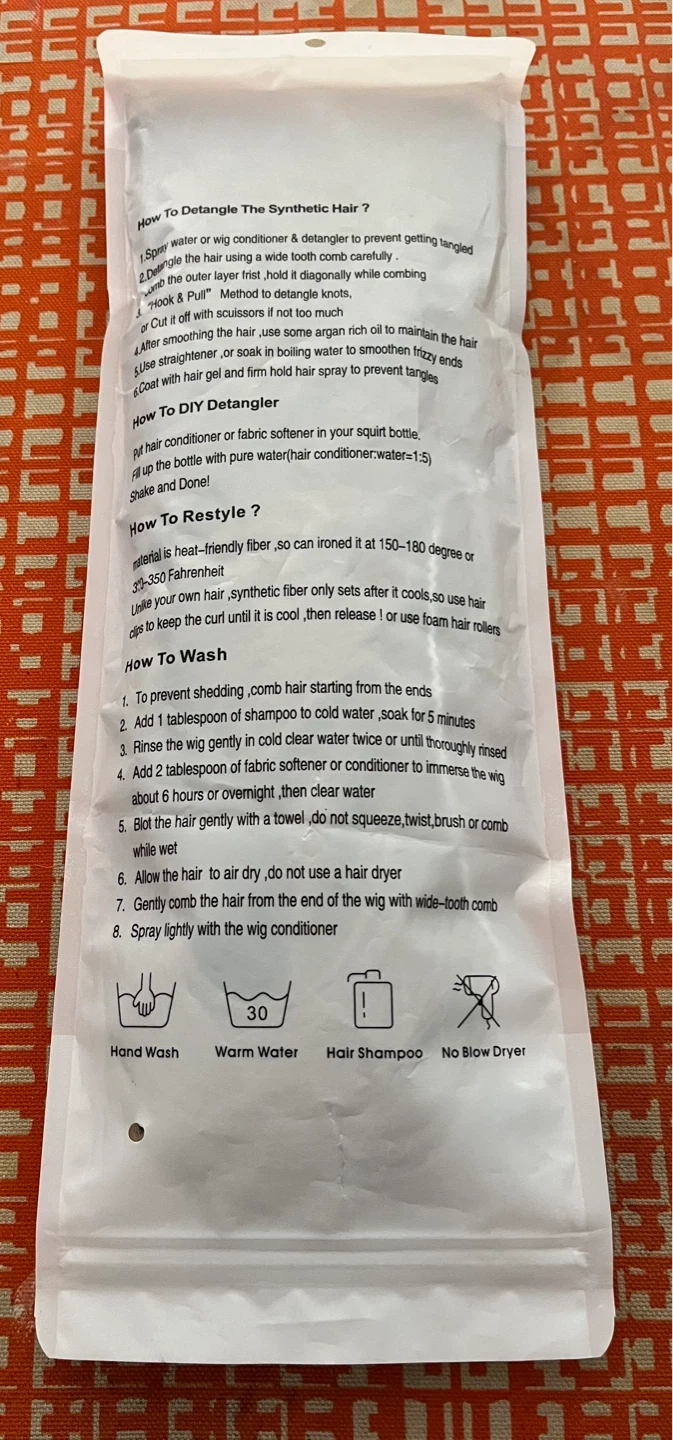 How To Detangle The Synthetic Hair ?
1.Spray water or wig conditioner & detangler to prevent getting tangled
2.Detangle the hair using a wide tooth comb carefully .
comb the outer layer frist ,hold it diagonally while combing
3. "Hook & Pull" Method to detangle knots,
or Cut it off with scuissors if not too much
4.After smoothing the hair ,use some argan rich oil to maintain the hair
5.Use straightener ,or soak in boiling water to smoothen frizzy ends
6.Coat with hair gel and firm hold hair spray to prevent tangles
How To DIY Detangler
Put hair conditioner or fabric softener in your squirt bottle.
Fill up the bottle with pure water(hair conditioner:water=1:5)
Shake and Done!
How To Restyle ?
material is heat-friendly fiber ,so can ironed it at 150-180 degree or
-350 Fahrenheit
Unlike your own hair ,synthetic fiber only sets after it cools,so use hair
clips to keep the curl until it is cool ,then release ! or use foam hair rollers
How To Wash
1. To prevent shedding ,comb hair starting from the ends
2. Add 1 tablespoon of shampoo to cold water ,soak for 5 minutes
3. Rinse the wig gently in cold clear water twice or until thoroughly rinsed
4. Add 2 tablespoon of fabric softener or conditioner to immerse the wig
about 6 hours or overnight ,then clear water
5. Blot the hair gently with a towel ,do not squeeze,twist,brush or comb
while wet
6. Allow the hair to air dry ,do not use a hair dryer
7. Gently comb the hair from the end of the wig with wide-tooth comb
8. Spray lightly with the wig conditioner
30
Hand Wash Warm Water Hair Shampoo No Blow Dryer